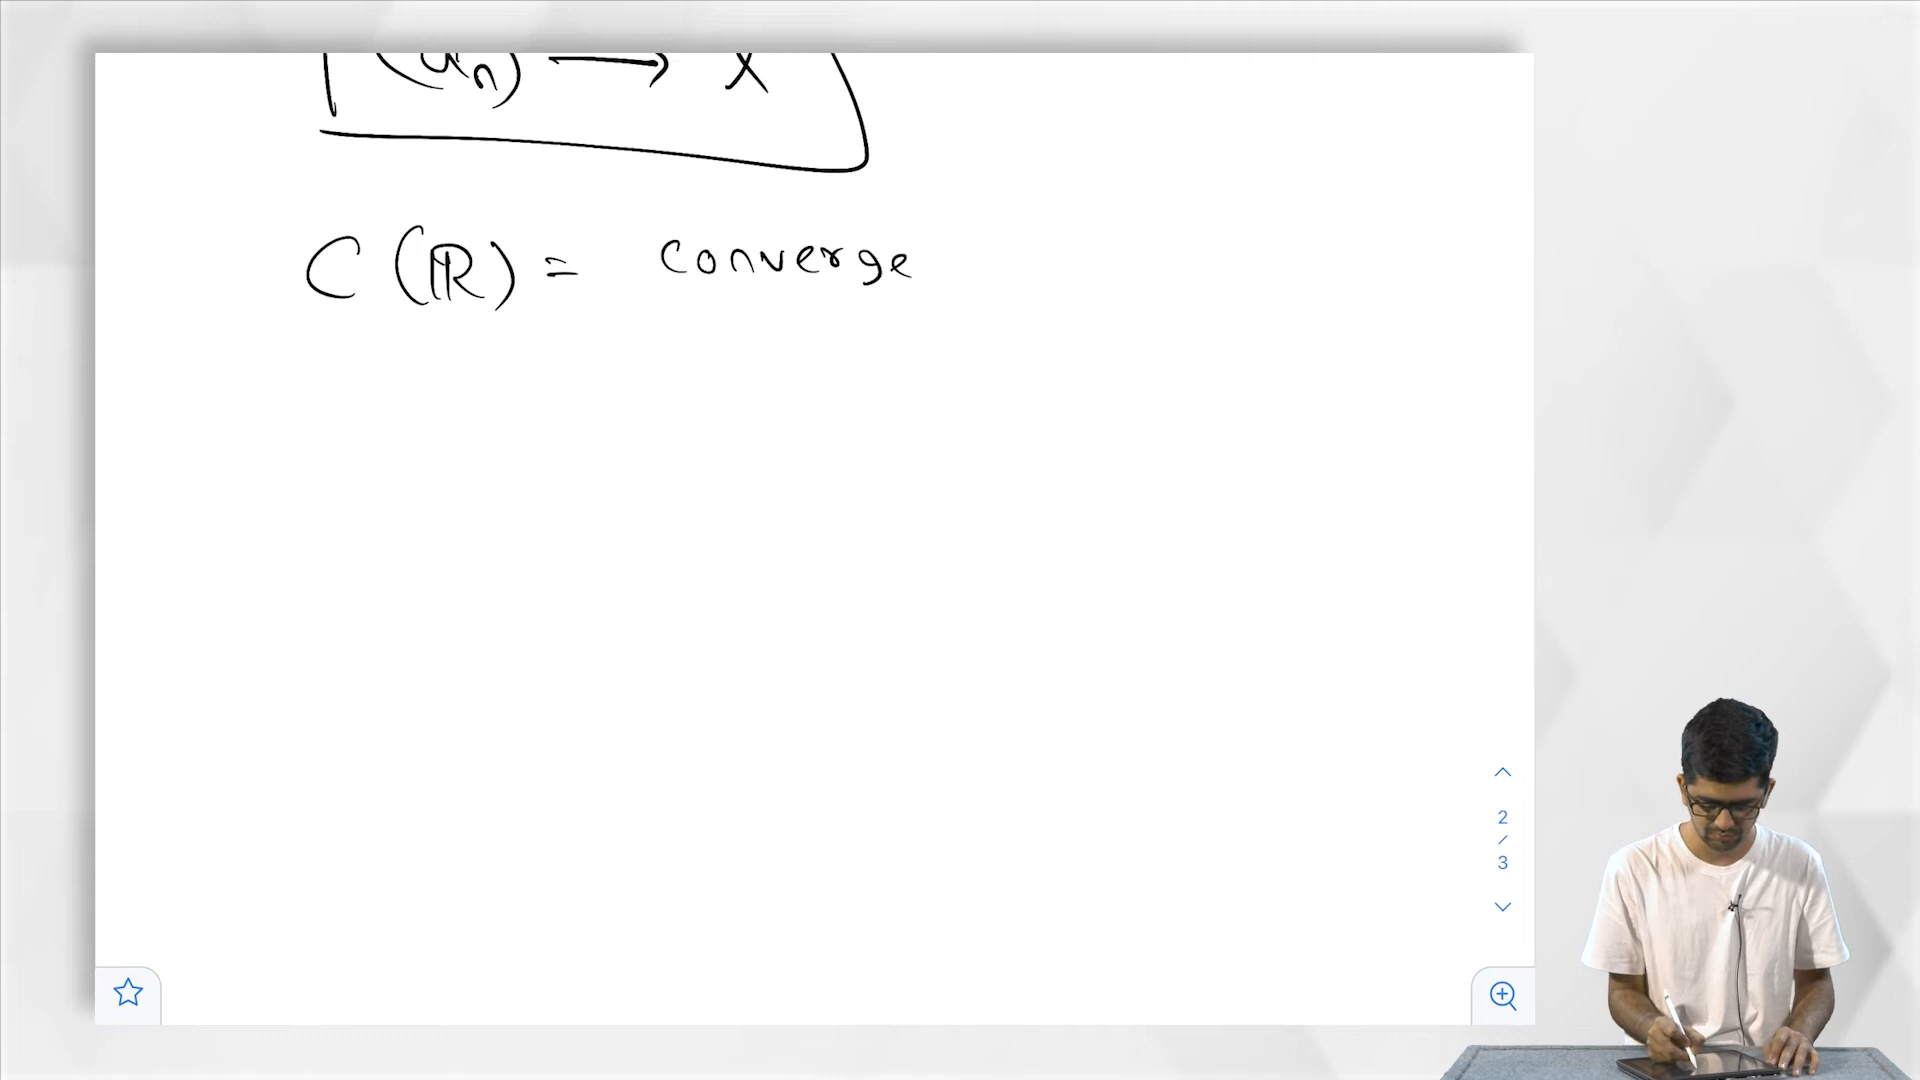 (aₙ) → x
C(ℝ) = converge
2
/
3